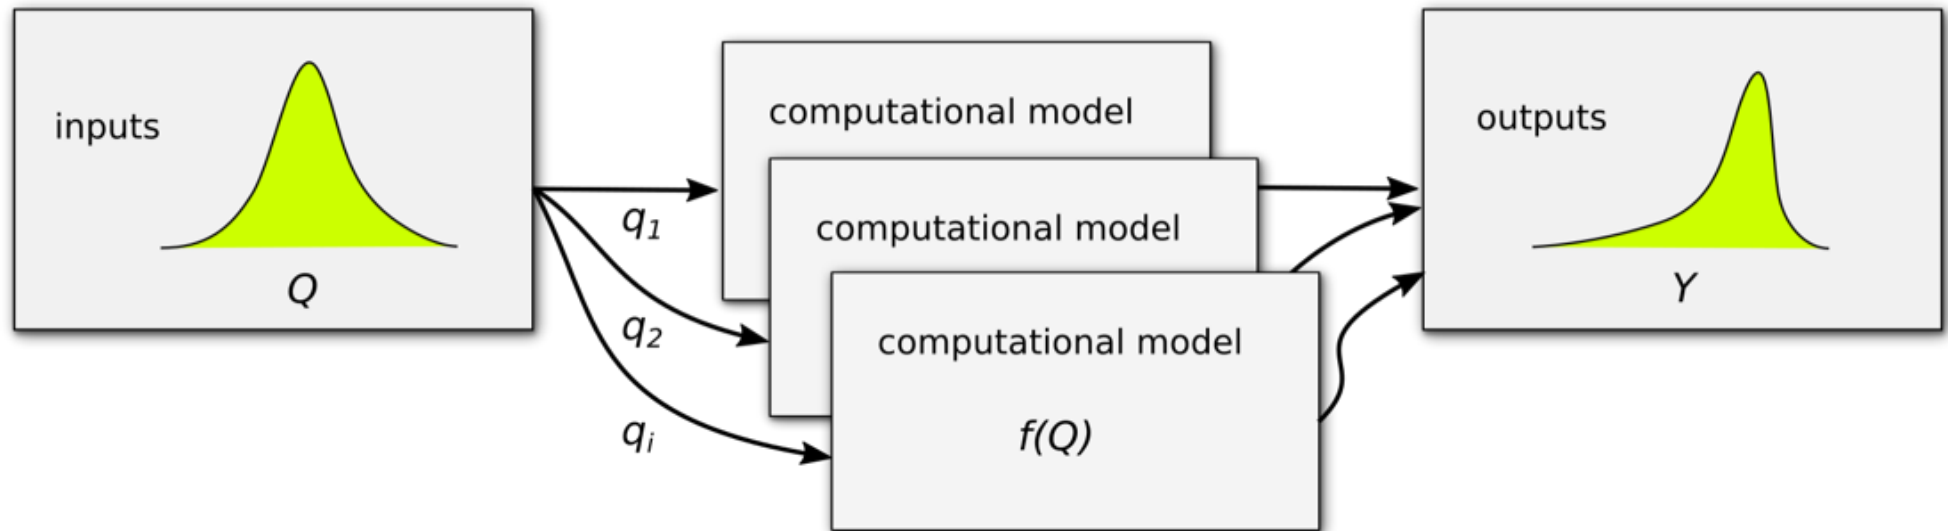 inputs
Q
q1
q2
qi
computational model
computational model
computational model
f(Q)
outputs
Y